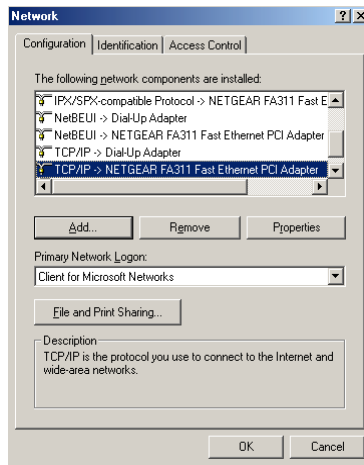 Network
Configuration Identification Access Control
The following network components are installed:
IPX/SPX-compatible Protocol -> NETGEAR FA311 Fast E
NetBEUI -> Dial-Up Adapter
NetBEUI -> NETGEAR FA311 Fast Ethernet PCI Adapter
TCP/IP -> Dial-Up Adapter
TCP/IP -> NETGEAR FA311 Fast Ethernet PCI Adapter
Add... Remove Properties
Primary Network Logon:
Client for Microsoft Networks
File and Print Sharing...
Description
TCP/IP is the protocol you use to connect to the Internet and
wide-area networks.
OK Cancel